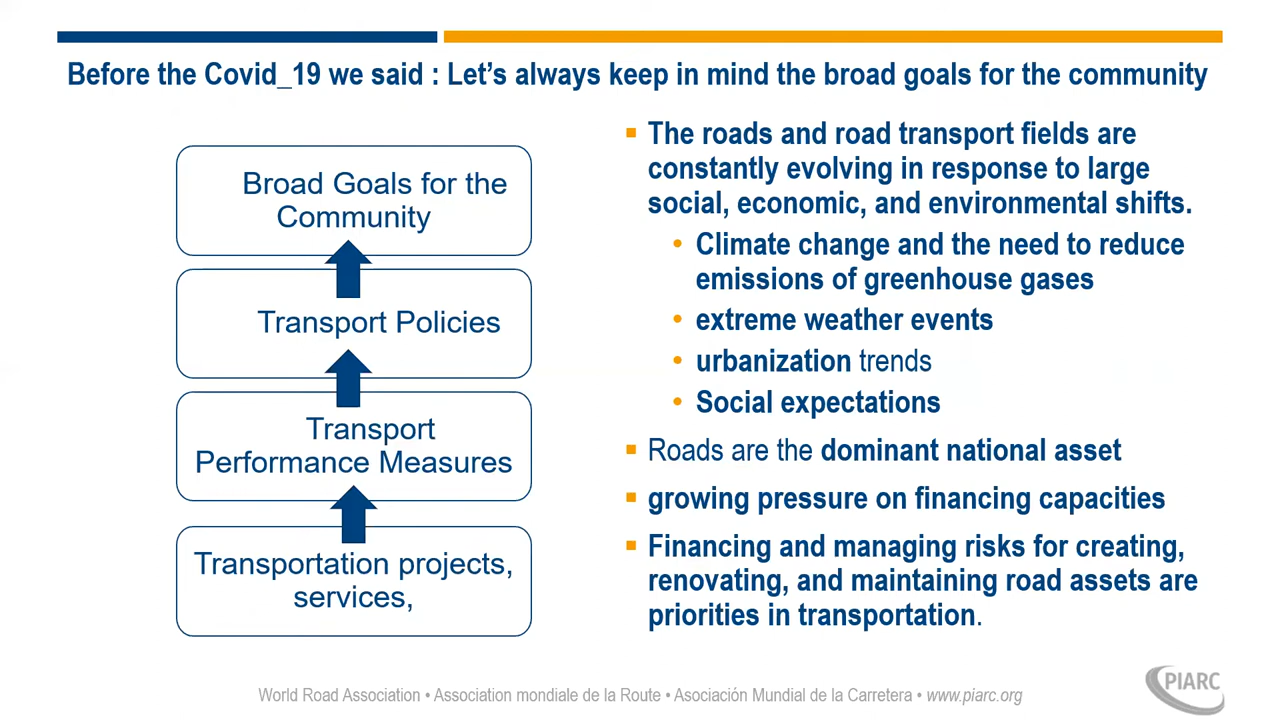 Before the Covid_19 we said : Let’s always keep in mind the broad goals for the community
Broad Goals for the
Community
Transport Policies
Transport
Performance Measures
Transportation projects,
services,
▪ The roads and road transport fields are
constantly evolving in response to large
social, economic, and environmental shifts.
• Climate change and the need to reduce
emissions of greenhouse gases
• extreme weather events
• urbanization trends
• Social expectations
▪ Roads are the dominant national asset
▪ growing pressure on financing capacities
▪ Financing and managing risks for creating,
renovating, and maintaining road assets are
priorities in transportation.
World Road Association • Association mondiale de la Route • Asociación Mundial de la Carretera • www.piarc.org
PIARC